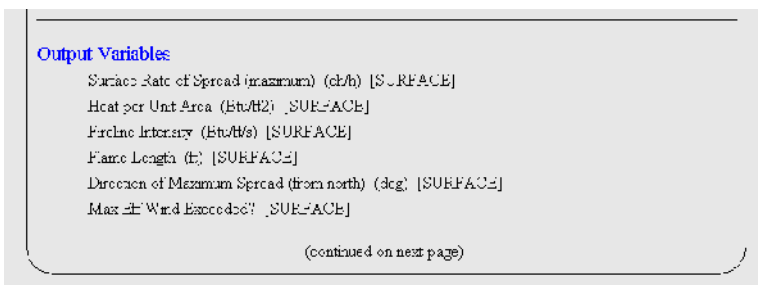 Output Variables
Surface Rate of Spread (maximum) (ch/h) [SURFACE]
Heat per Unit Area (Btu/ft2) [SURFACE]
Fireline Intensity (Btu/ft/s) [SURFACE]
Flame Length (ft) [SURFACE]
Direction of Maximum Spread (from north) (deg) [SURFACE]
Max Eff Wind Exceeded? [SURFACE]
(continued on next page)